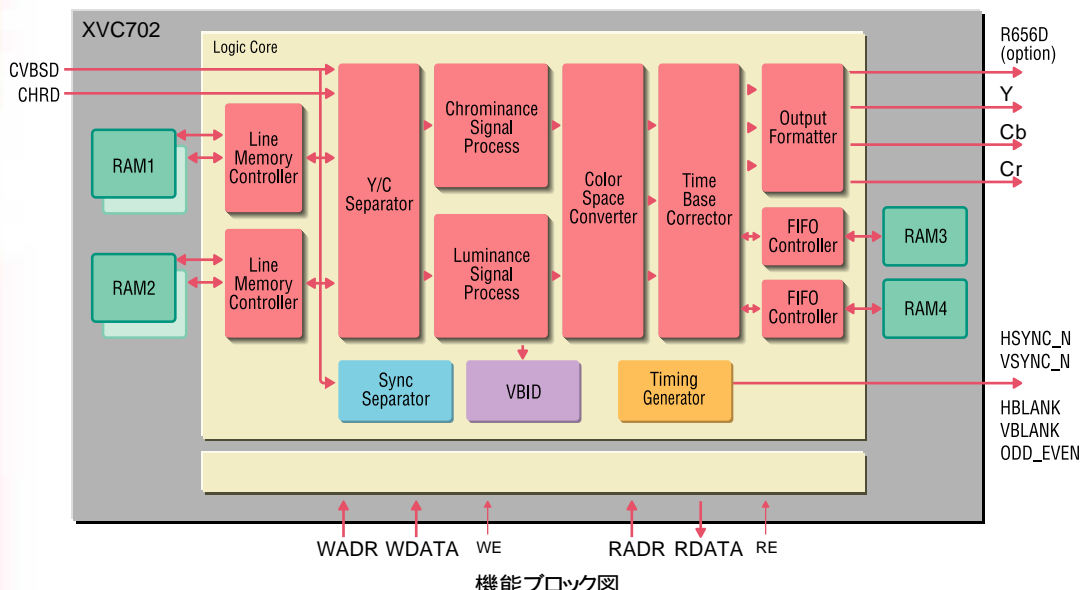 XVC702
Logic Core
CVBSD
CHRD
RAM1
RAM2
Line
Memory
Controller
Line
Memory
Controller
Y/C
Separator
Chrominance
Signal
Process
Luminance
Signal
Process
Color
Space
Converter
Time
Base
Corrector
Output
Formatter
FIFO
Controller
FIFO
Controller
RAM3
RAM4
Sync
Separator
VBID
Timing
Generator
R656D
(option)
Y
Cb
Cr
HSYNC_N
VSYNC_N
HBLANK
VBLANK
ODD_EVEN
WADR WDATA WE RADR RDATA RE
機能ブロック図